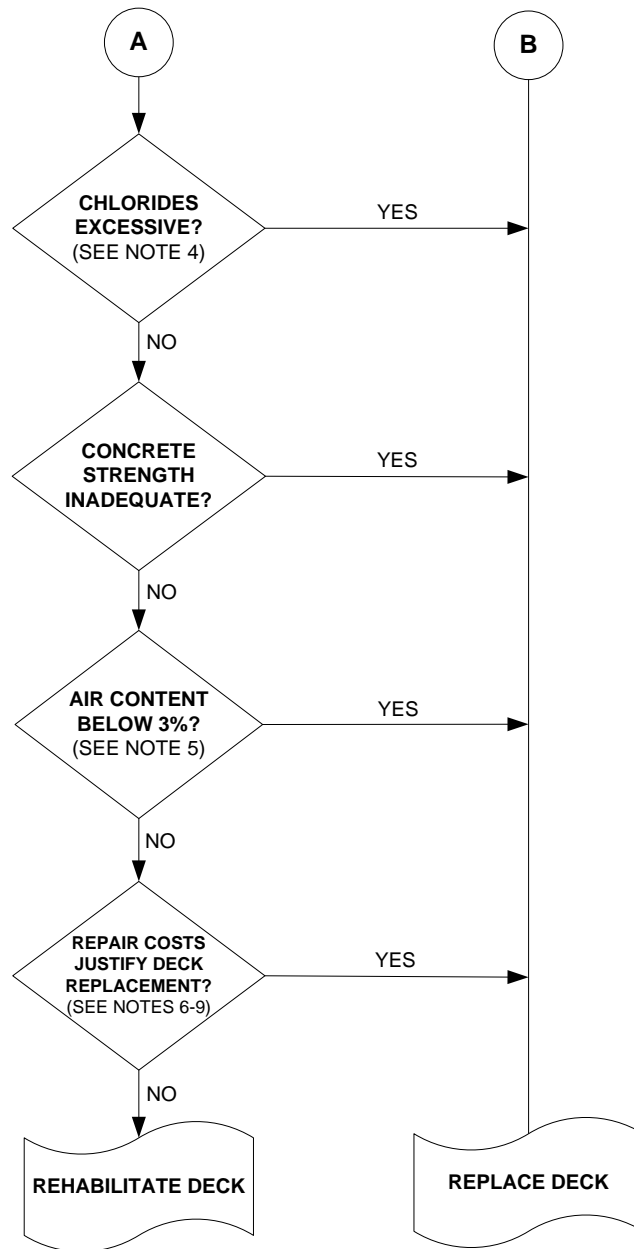 A
B
CHLORIDES
EXCESSIVE?
(SEE NOTE 4)
YES
NO
CONCRETE
STRENGTH
INADEQUATE?
YES
NO
AIR CONTENT
BELOW 3%?
(SEE NOTE 5)
YES
NO
REPAIR COSTS
JUSTIFY DECK
REPLACEMENT?
(SEE NOTES 6-9)
YES
NO
REHABILITATE DECK
REPLACE DECK